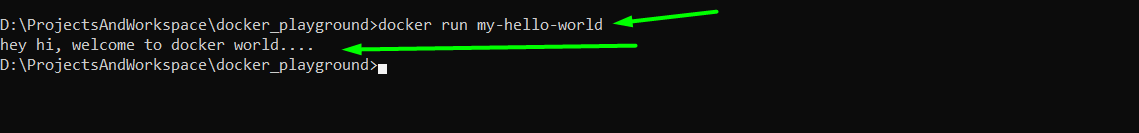 D:\ProjectsAndWorkspace\docker_playground>docker run my-hello-world
hey hi, welcome to docker world....
D:\ProjectsAndWorkspace\docker_playground>